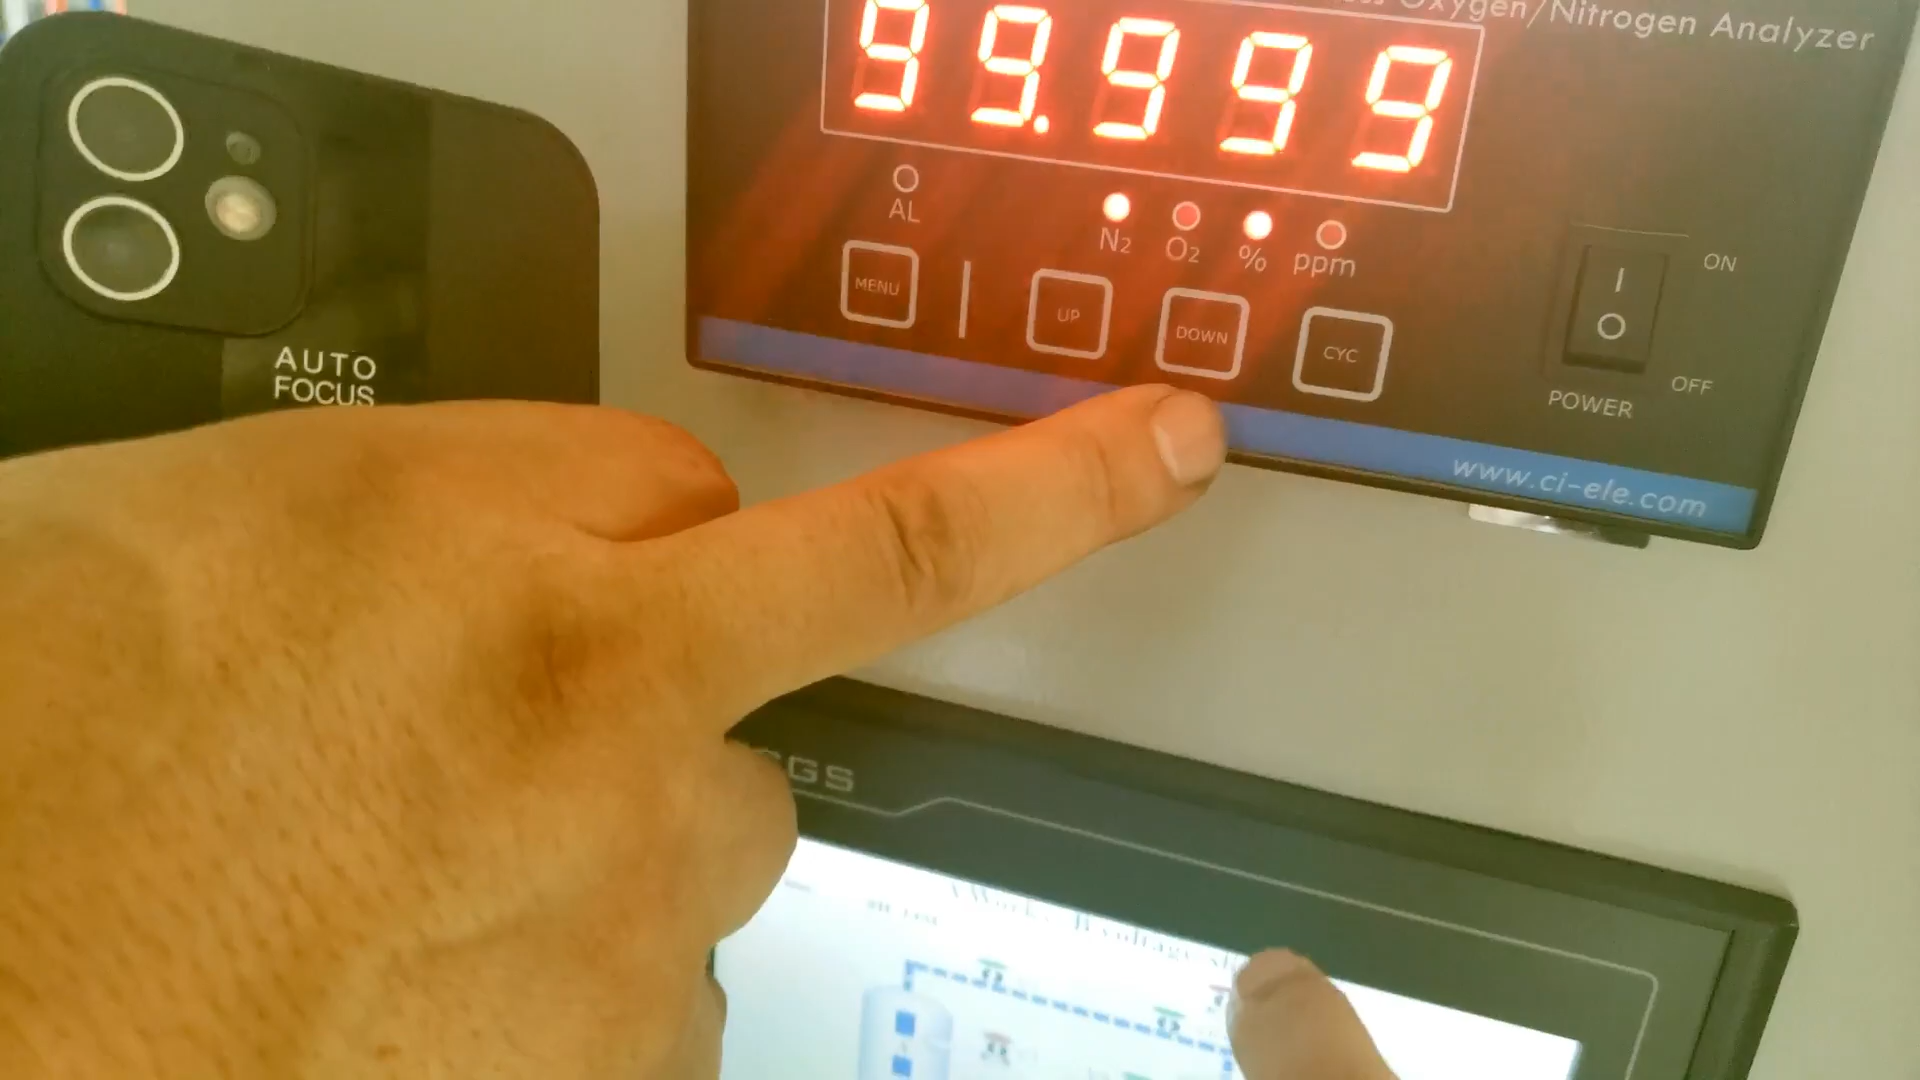 Oxygen/Nitrogen Analyzer
99.999
AL
N2 O2 % ppm
MENU UP DOWN CYC
ON
OFF
POWER
www.ci-ele.com
AUTO
FOCUS